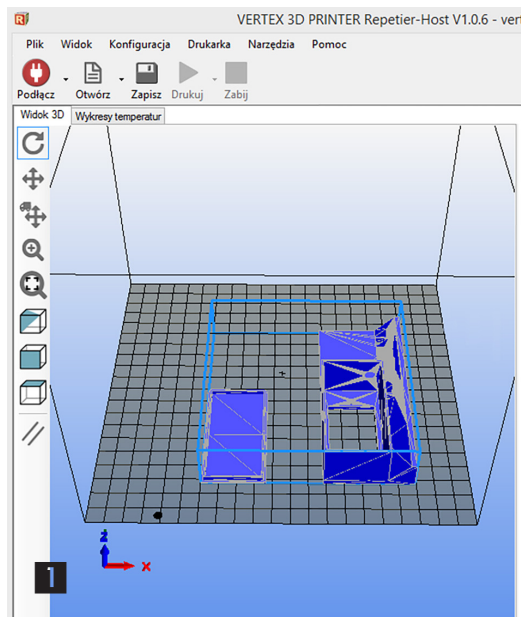 VERTEX 3D PRINTER Repetier-Host V1.0.6 - vert
Plik Widok Konfiguracja Drukarka Narzędzia Pomoc
Podłącz Otwórz Zapisz Drukuj Zabij
Widok 3D Wykresy temperatur
Z
X
1